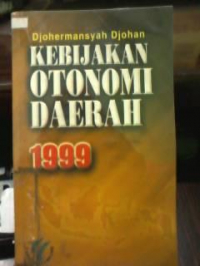 Djohermansyah Djohan
KEBIJAKAN
OTONOMI
DAERAH
1999